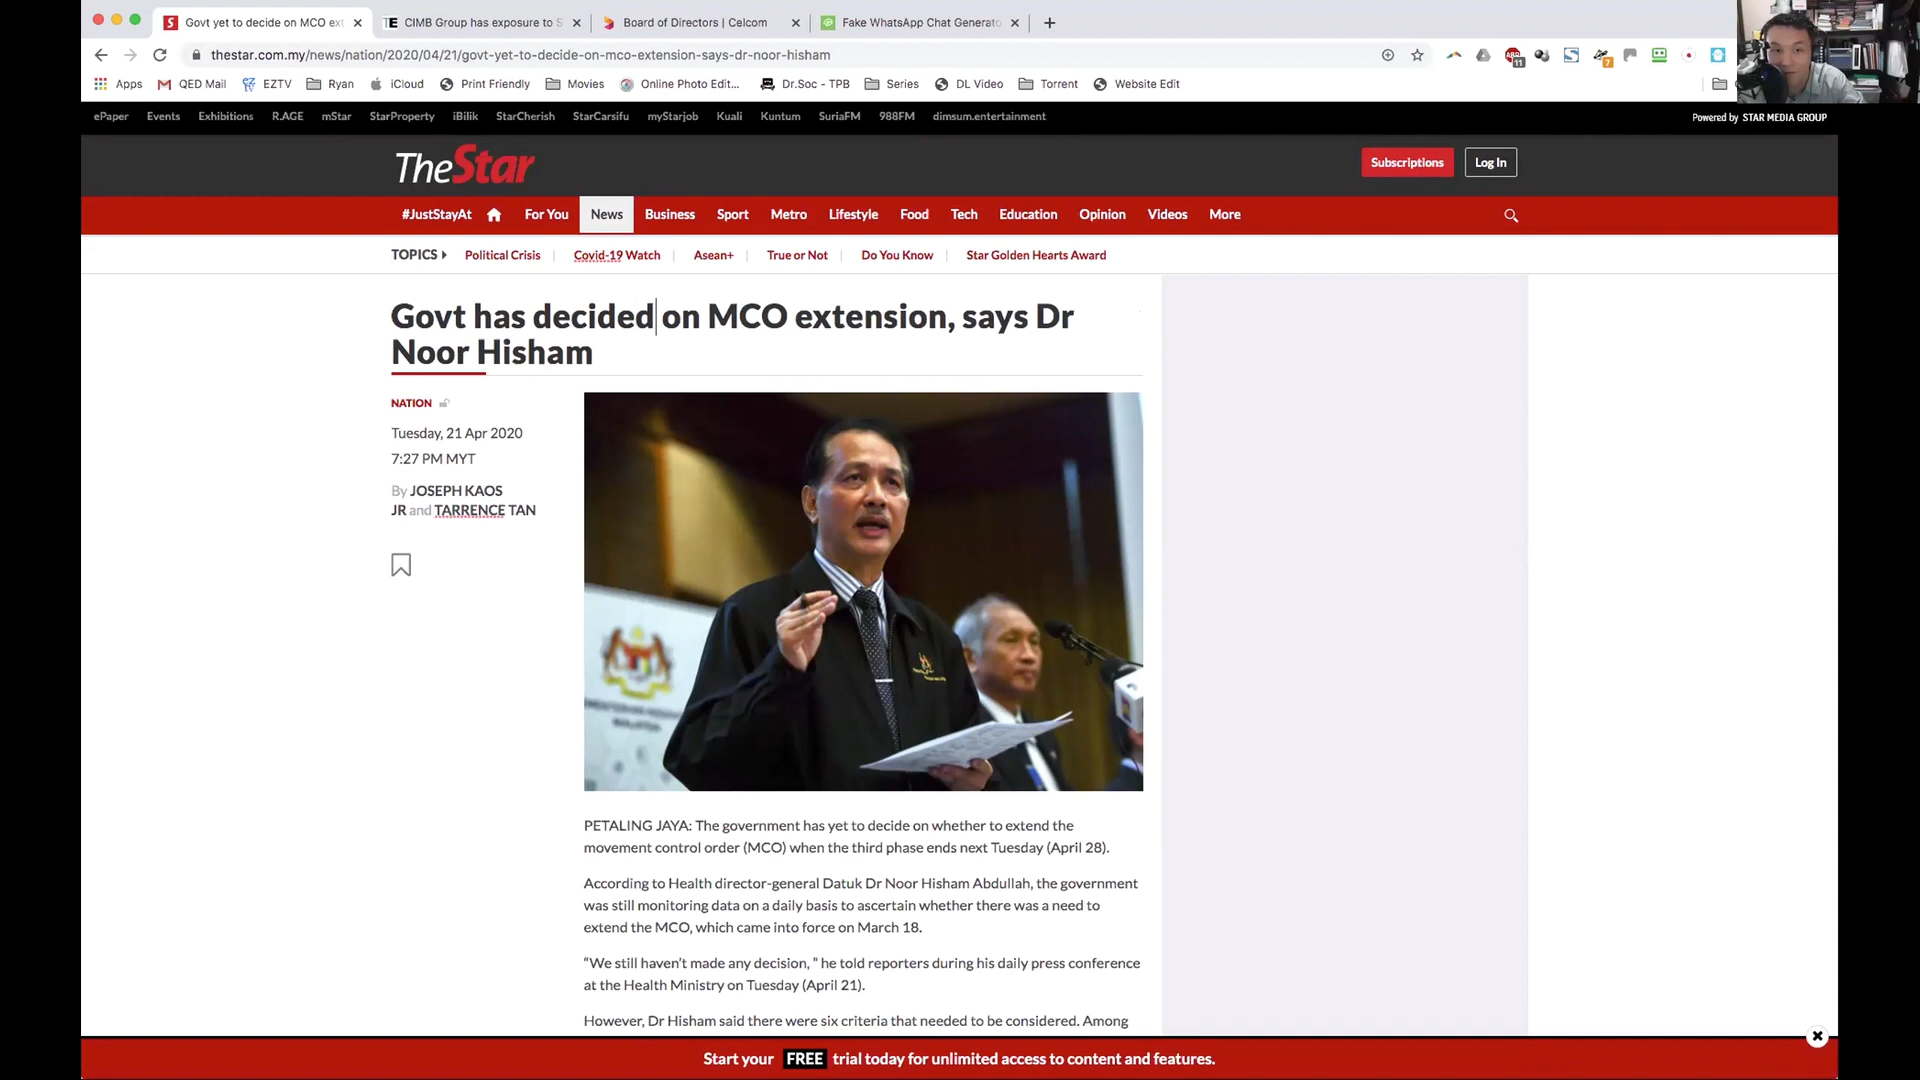 Govt yet to decide on MCO ext
CIMB Group has exposure to S
Board of Directors | Celcom
Fake WhatsApp Chat Generato
thestar.com.my/news/nation/2020/04/21/govt-yet-to-decide-on-mco-extension-says-dr-noor-hisham
Apps QED Mail EZTV Ryan iCloud Print Friendly Movies Online Photo Edit... Dr.Soc - TPB Series DL Video Torrent Website Edit
ePaper Events Exhibitions R.AGE mStar StarProperty iBilik StarCherish StarCarsifu myStarjob Kuali Kuntum SuriaFM 988FM dimsum.entertainment
Powered by STAR MEDIA GROUP
TheStar
Subscriptions
Log In
#JustStayAt For You News Business Sport Metro Lifestyle Food Tech Education Opinion Videos More
TOPICS Political Crisis Covid-19 Watch Asean+ True or Not Do You Know Star Golden Hearts Award
Govt has decided on MCO extension, says Dr
Noor Hisham
NATION
Tuesday, 21 Apr 2020
7:27 PM MYT
By JOSEPH KAOS
JR and TARRENCE TAN
PETALING JAYA: The government has yet to decide on whether to extend the
movement control order (MCO) when the third phase ends next Tuesday (April 28).
According to Health director-general Datuk Dr Noor Hisham Abdullah, the government
was still monitoring data on a daily basis to ascertain whether there was a need to
extend the MCO, which came into force on March 18.
“We still haven’t made any decision, ” he told reporters during his daily press conference
at the Health Ministry on Tuesday (April 21).
However, Dr Hisham said there were six criteria that needed to be considered. Among
Start your FREE trial today for unlimited access to content and features.